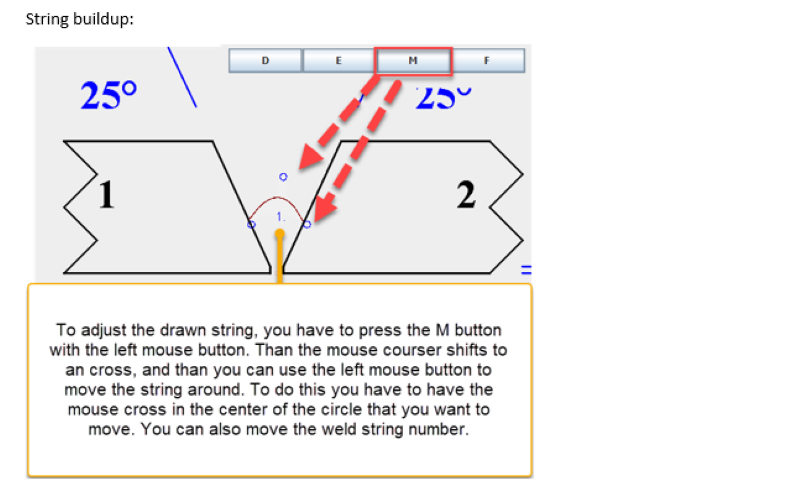 String buildup:
D E M F
25° 25°
1 2
1.
=
To adjust the drawn string, you have to press the M button
with the left mouse button. Than the mouse courser shifts to
an cross, and than you can use the left mouse button to
move the string around. To do this you have to have the
mouse cross in the center of the circle that you want to
move. You can also move the weld string number.